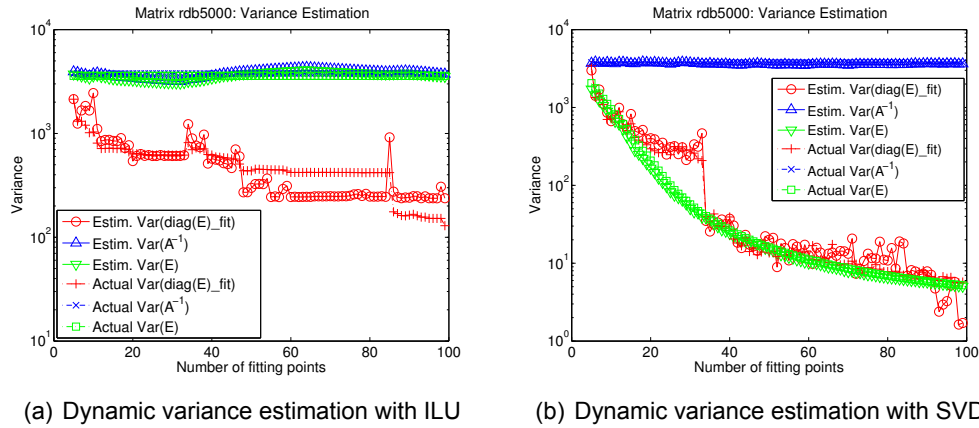 Matrix rdb5000: Variance Estimation
10^4
10^3
10^2
10^1
Variance
0
20
40
60
80
100
Number of fitting points
Estim. Var(diag(E)_fit)
Estim. Var(A^-1)
Estim. Var(E)
Actual Var(diag(E)_fit)
Actual Var(A^-1)
Actual Var(E)
(a) Dynamic variance estimation with ILU
Matrix rdb5000: Variance Estimation
10^4
10^3
10^2
10^1
10^0
Variance
0
20
40
60
80
100
Number of fitting points
Estim. Var(diag(E)_fit)
Estim. Var(A^-1)
Estim. Var(E)
Actual Var(diag(E)_fit)
Actual Var(A^-1)
Actual Var(E)
(b) Dynamic variance estimation with SVD